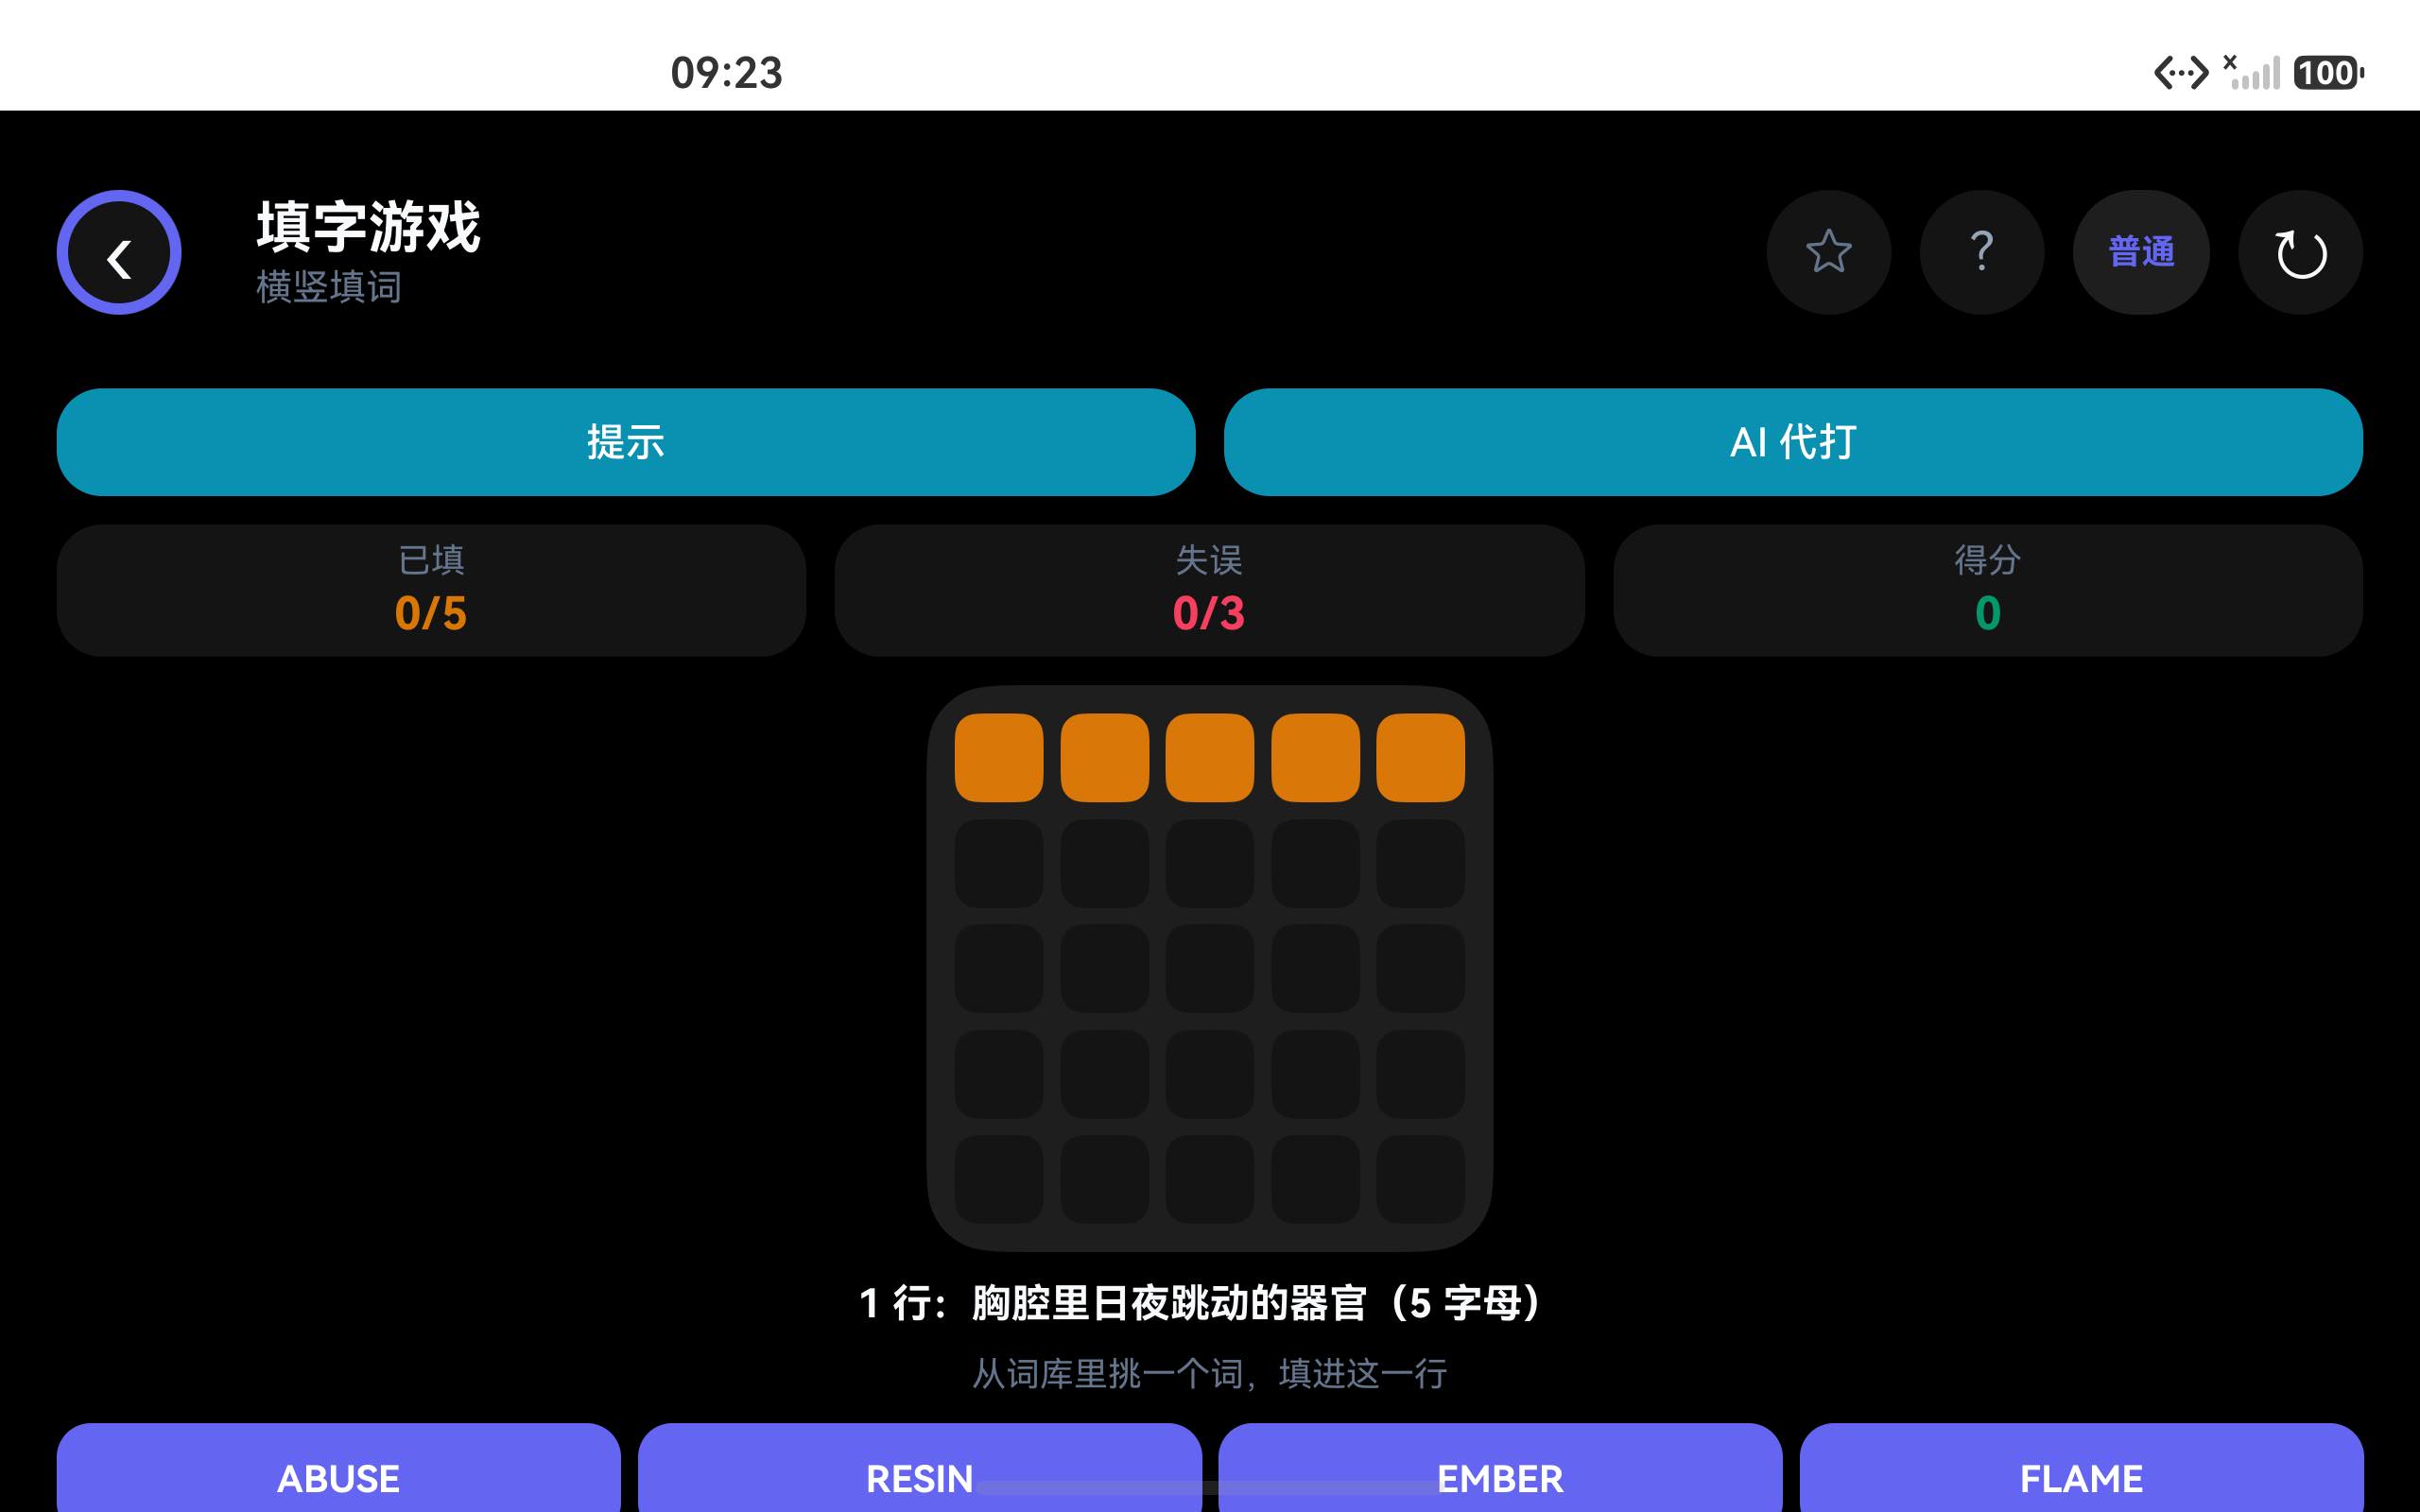 09:23
100
填字游戏
横竖填词
?
普通
提示
AI 代打
已填
失误
得分
0/5
0/3
0
1 行：胸腔里日夜跳动的器官（5 字母）
从词库里挑一个词，填进这一行
ABUSE
RESIN
EMBER
FLAME